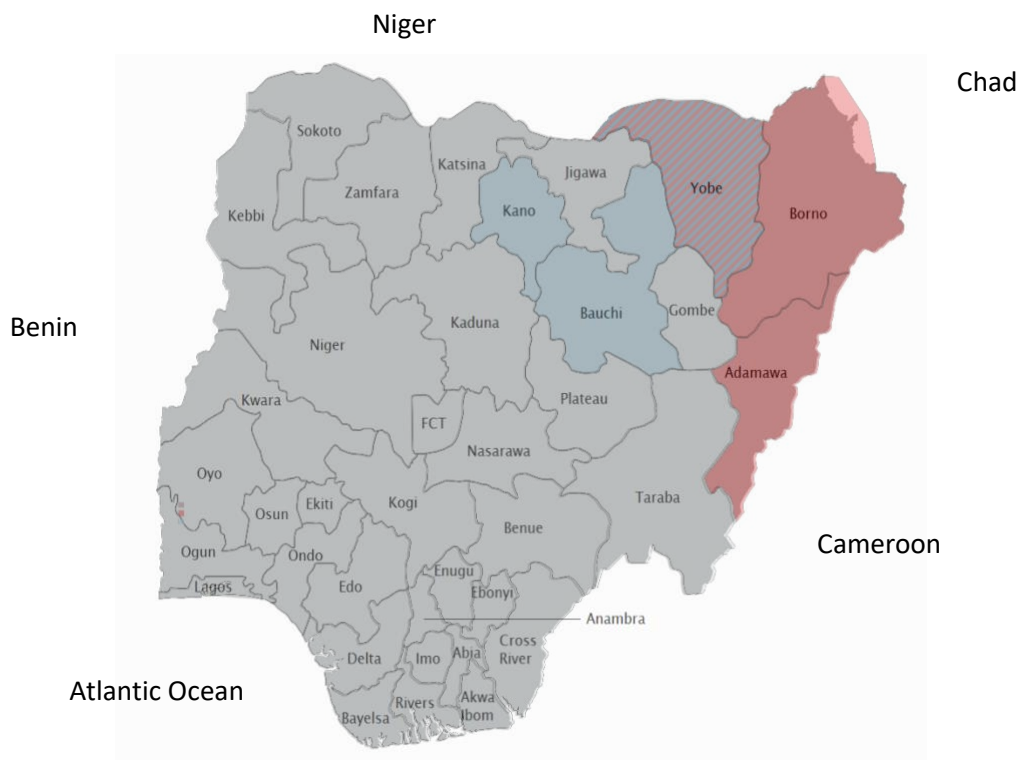 Niger
Chad
Sokoto
Katsina
Jigawa
Zamfara
Yobe
Kebbi
Kano
Borno
Benin
Bauchi
Gombe
Kaduna
Niger
Adamawa
Kwara
Plateau
FCT
Nasarawa
Oyo
Taraba
Ekiti
Kogi
Osun
Benue
Cameroon
Ogun
Ondo
Enugu
Lagos
Edo
Ebonyi
Anambra
Cross
River
Delta
Imo
Abia
Atlantic Ocean
Rivers
Akwa
Ibom
Bayelsa